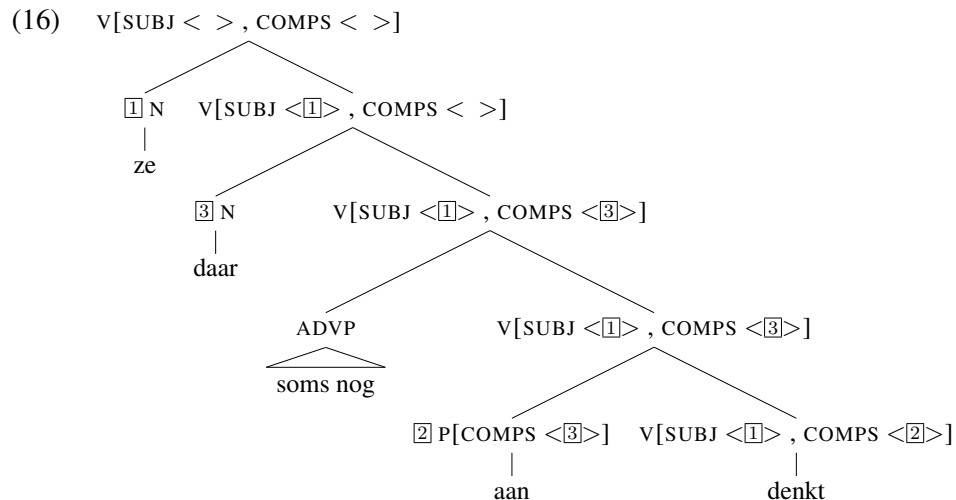 (16) V[SUBJ < > , COMPS < >]
1 N V[SUBJ <1> , COMPS < >]
ze
3 N V[SUBJ <1> , COMPS <3>]
daar
ADVP V[SUBJ <1> , COMPS <3>]
soms nog
2 P[COMPS <3>] V[SUBJ <1> , COMPS <2>]
aan denkt